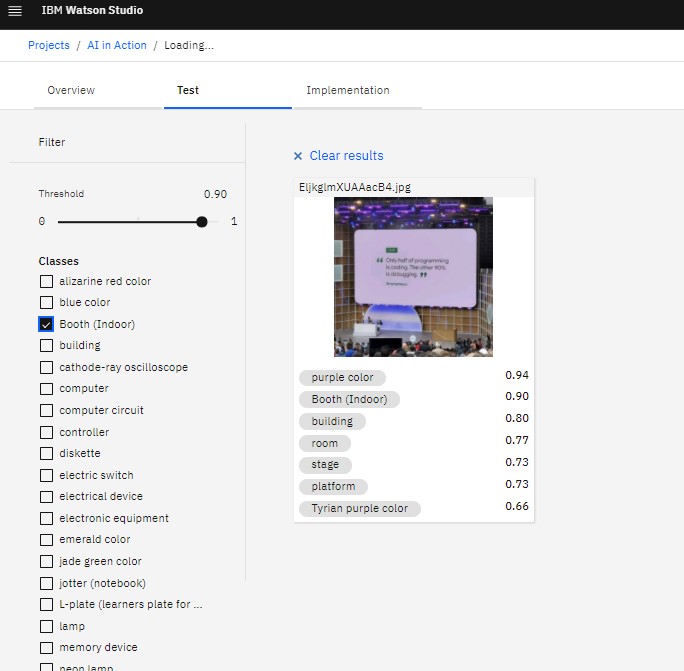 IBM Watson Studio
Projects / AI in Action / Loading...
Overview Test Implementation
Filter
Threshold 0.90
0 1
Classes
alizarine red color
blue color
Booth (Indoor)
building
cathode-ray oscilloscope
computer
computer circuit
controller
diskette
electric switch
electrical device
electronic equipment
emerald color
jade green color
jotter (notebook)
L-plate (learners plate for ...
lamp
memory device
neon lamp
× Clear results
EljkglmXUAAacB4.jpg
“ Only half of programming
is coding. The other 90%
is debugging. ”
purple color 0.94
Booth (Indoor) 0.90
building 0.80
room 0.77
stage 0.73
platform 0.73
Tyrian purple color 0.66